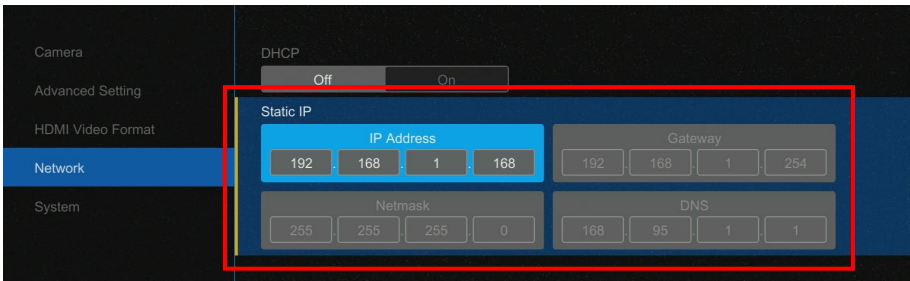 Camera
Advanced Setting
HDMI Video Format
Network
System
DHCP
Off On
Static IP
IP Address
192 . 168 . 1 . 168
Gateway
192 . 168 . 1 . 254
Netmask
255 . 255 . 255 . 0
DNS
168 . 95 . 1 . 1